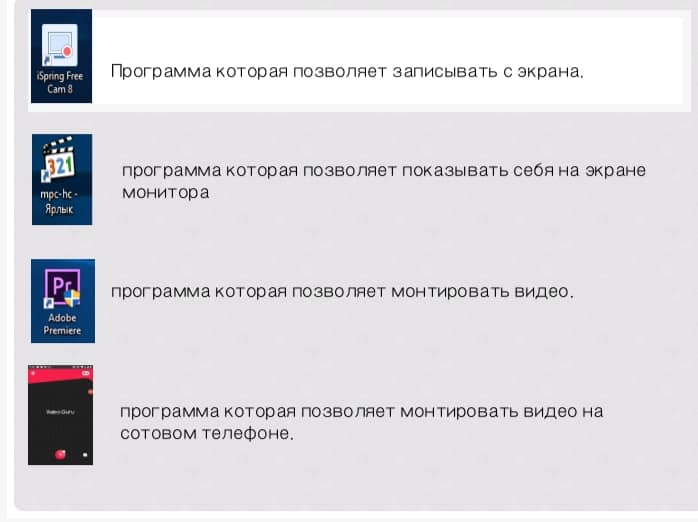 iSpring Free
Cam 8
Программа которая позволяет записывать с экрана.
321
mpc-hc -
Ярлык
программа которая позволяет показывать себя на экране
монитора
Pr
Adobe
Premiere
программа которая позволяет монтировать видео.
Video Guru
программа которая позволяет монтировать видео на
сотовом телефоне.